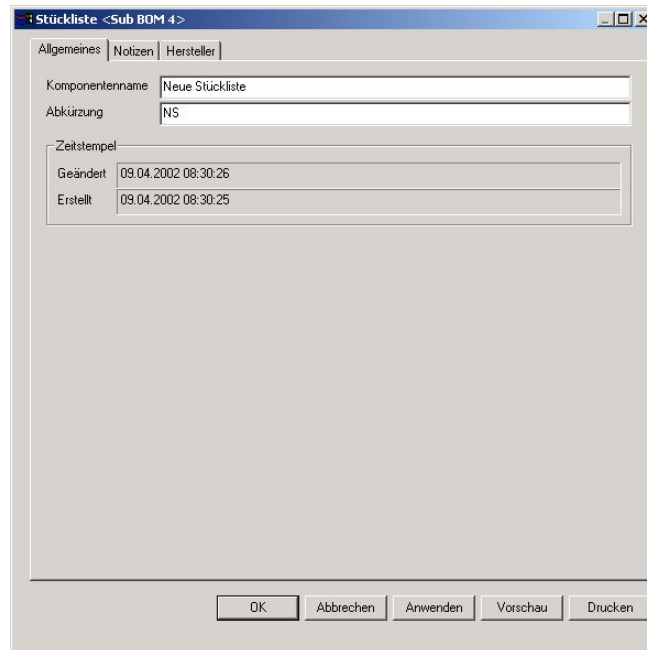 Stückliste <Sub BOM 4>
Allgemeines Notizen Hersteller
Komponentenname Neue Stückliste
Abkürzung NS
Zeitstempel
Geändert 09.04.2002 08:30:26
Erstellt 09.04.2002 08:30:25
OK Abbrechen Anwenden Vorschau Drucken